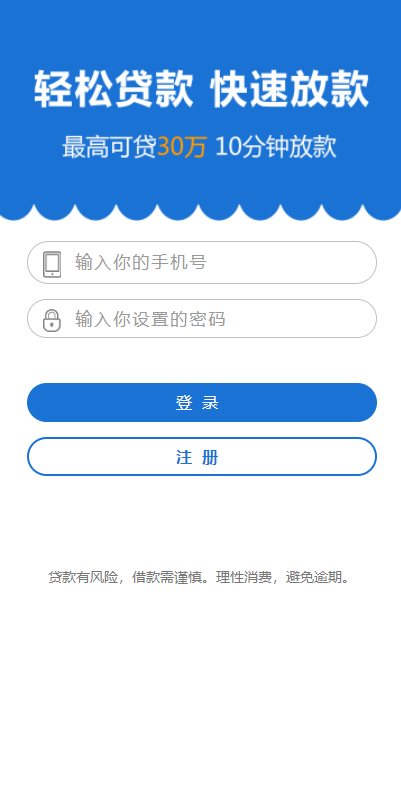 轻松贷款 快速放款
最高可贷30万 10分钟放款
输入你的手机号
输入你设置的密码
登 录
注 册
贷款有风险，借款需谨慎。理性消费，避免逾期。